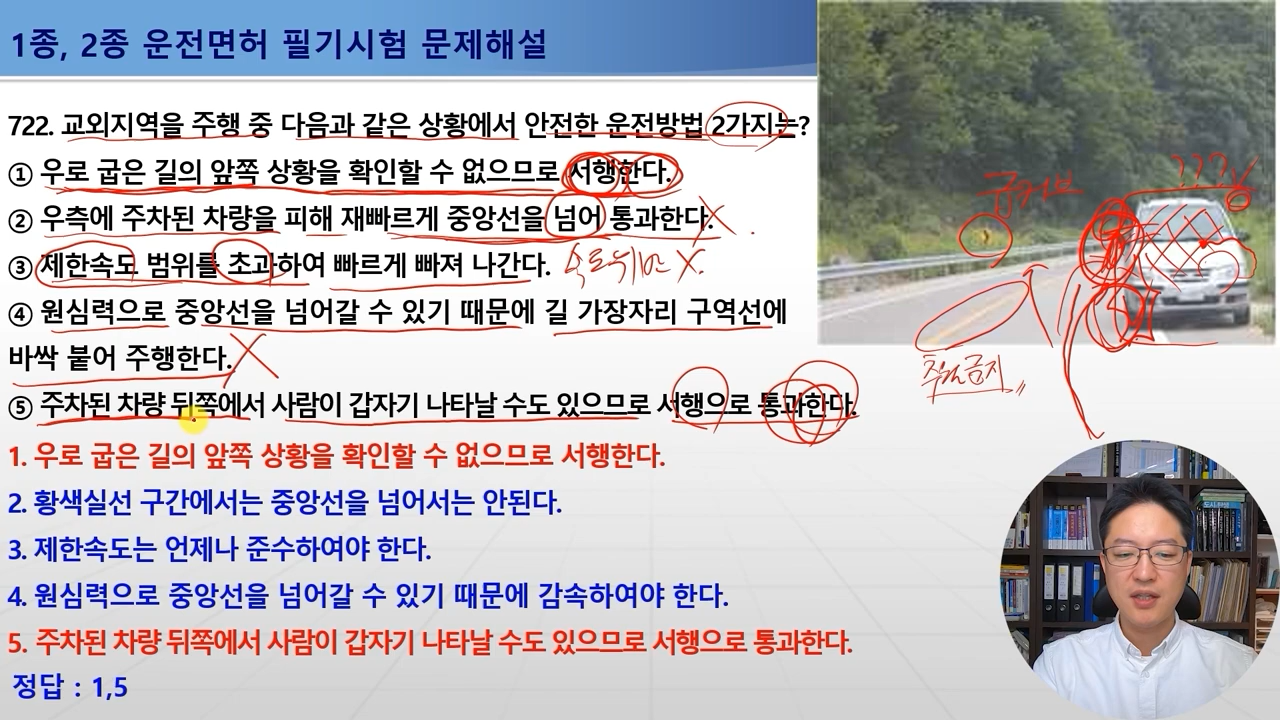 1종, 2종 운전면허 필기시험 문제해설
722. 교외지역을 주행 중 다음과 같은 상황에서 안전한 운전방법 2가지는?
① 우로 굽은 길의 앞쪽 상황을 확인할 수 없으므로 서행한다.
② 우측에 주차된 차량을 피해 재빠르게 중앙선을 넘어 통과한다.
③ 제한속도 범위를 초과하여 빠르게 빠져 나간다. 속도위반 X.
④ 원심력으로 중앙선을 넘어갈 수 있기 때문에 길 가장자리 구역선에
바싹 붙어 주행한다.
⑤ 주차된 차량 뒤쪽에서 사람이 갑자기 나타날 수도 있으므로 서행으로 통과한다.
1. 우로 굽은 길의 앞쪽 상황을 확인할 수 없으므로 서행한다.
2. 황색실선 구간에서는 중앙선을 넘어서는 안된다.
3. 제한속도는 언제나 준수하여야 한다.
4. 원심력으로 중앙선을 넘어갈 수 있기 때문에 감속하여야 한다.
5. 주차된 차량 뒤쪽에서 사람이 갑자기 나타날 수도 있으므로 서행으로 통과한다.
정답 : 1,5
???
급커브
추월금지